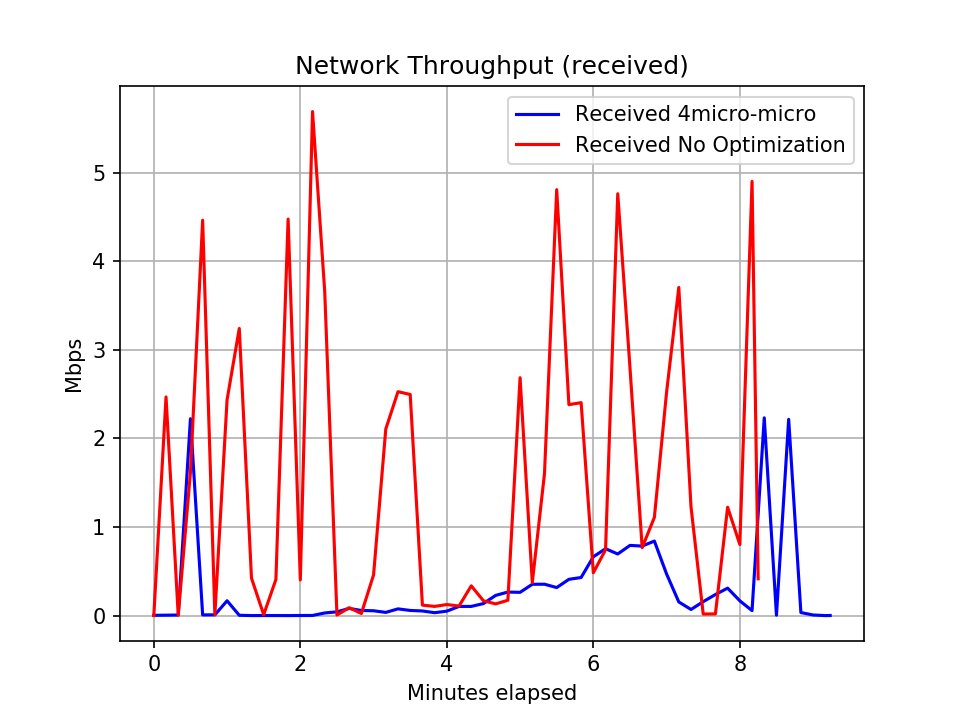 Network Throughput (received)
Received 4micro-micro
Received No Optimization
5
4
3
2
1
0
Mbps
0 2 4 6 8
Minutes elapsed